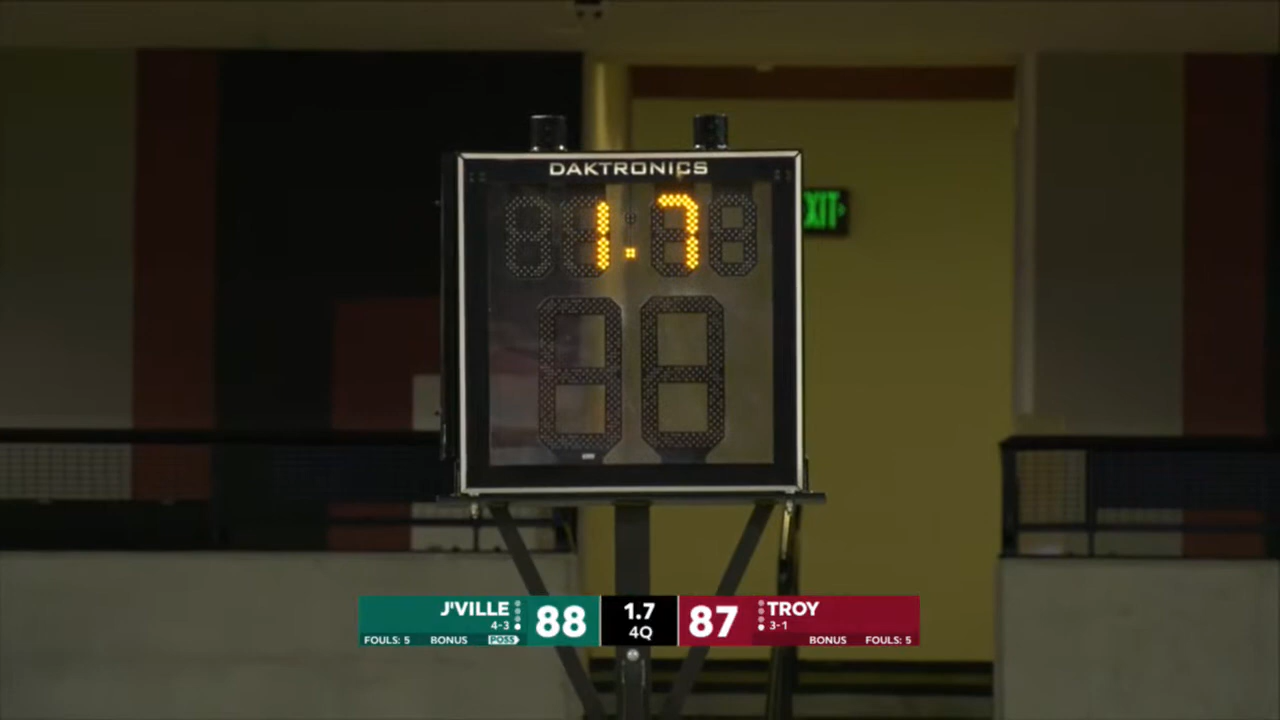 DAKTRONICS
1.7
EXIT
J'VILLE 88 1.7 87 TROY
4-3 4Q 3-1
FOULS: 5 BONUS POSS BONUS FOULS: 5